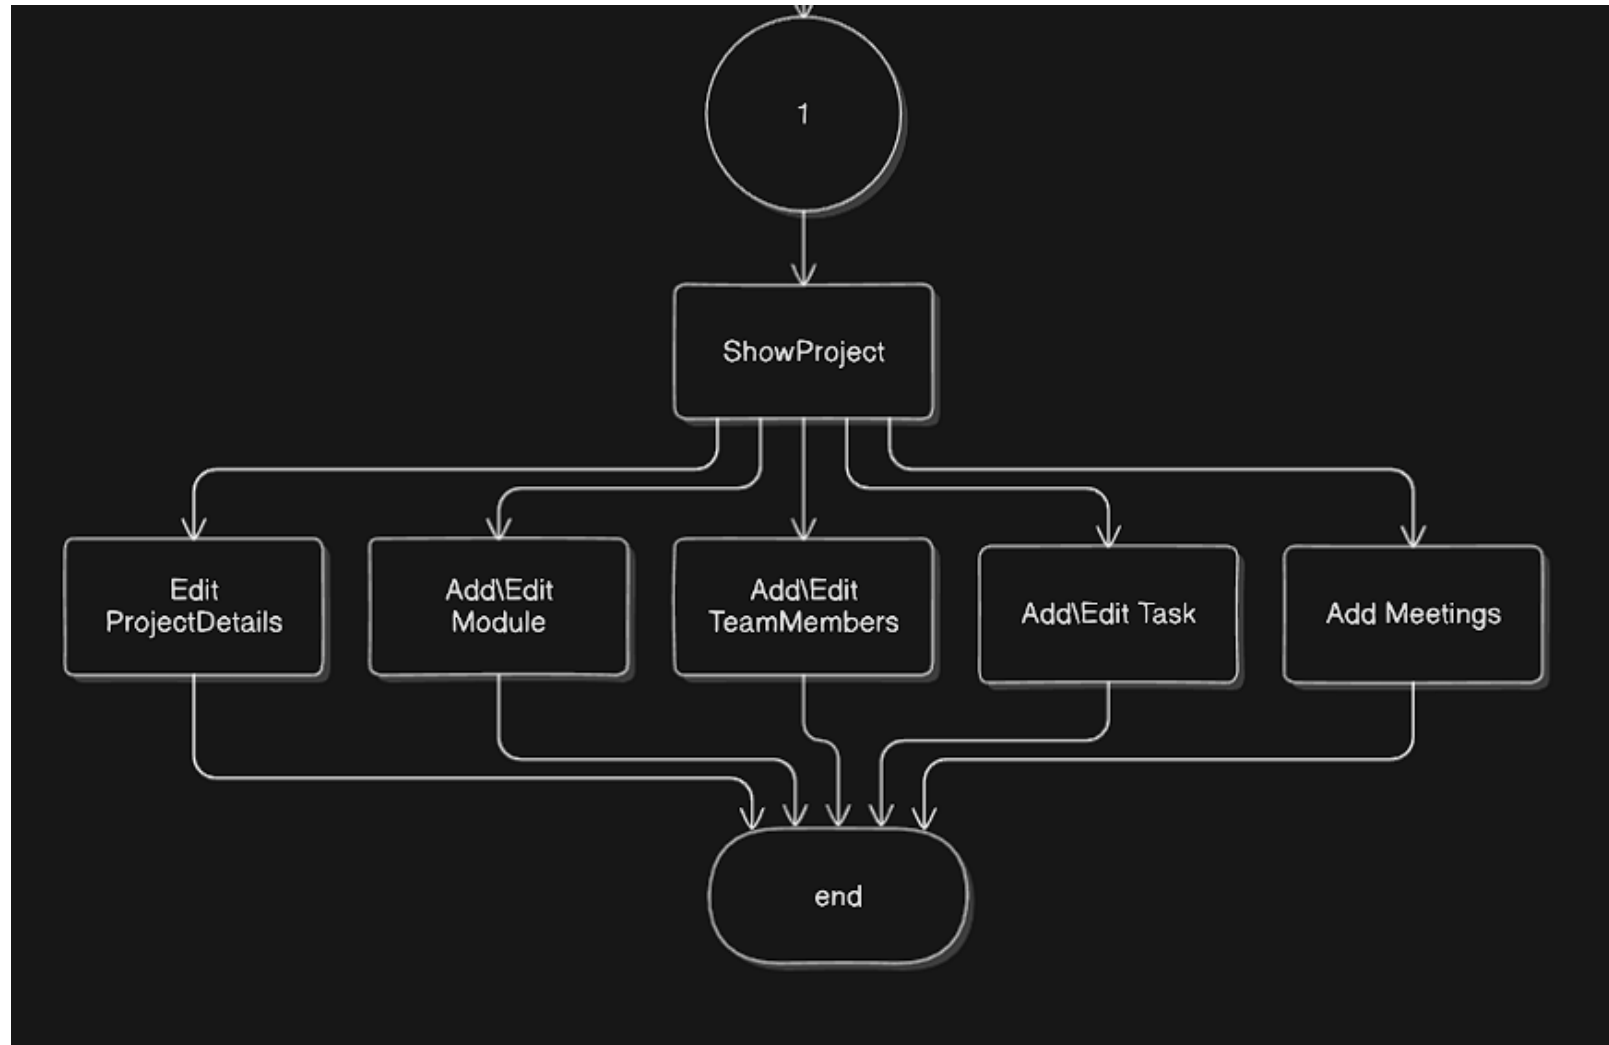 1
ShowProject
Edit
ProjectDetails
Add\Edit
Module
Add\Edit
TeamMembers
Add\Edit Task
Add Meetings
end